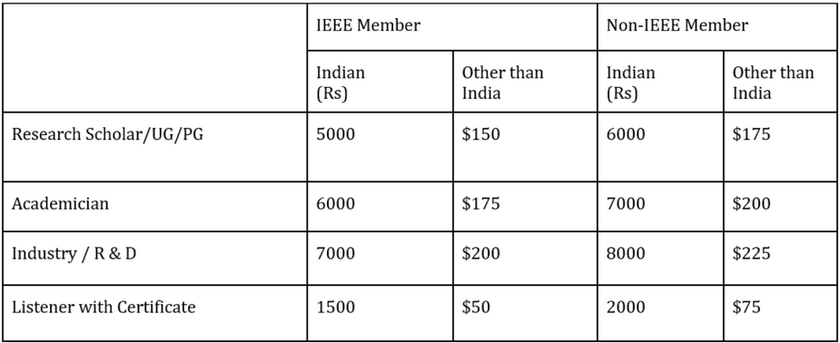 IEEE Member Non-IEEE Member
Indian (Rs) Other than India Indian (Rs) Other than India
Research Scholar/UG/PG 5000 $150 6000 $175
Academician 6000 $175 7000 $200
Industry / R & D 7000 $200 8000 $225
Listener with Certificate 1500 $50 2000 $75